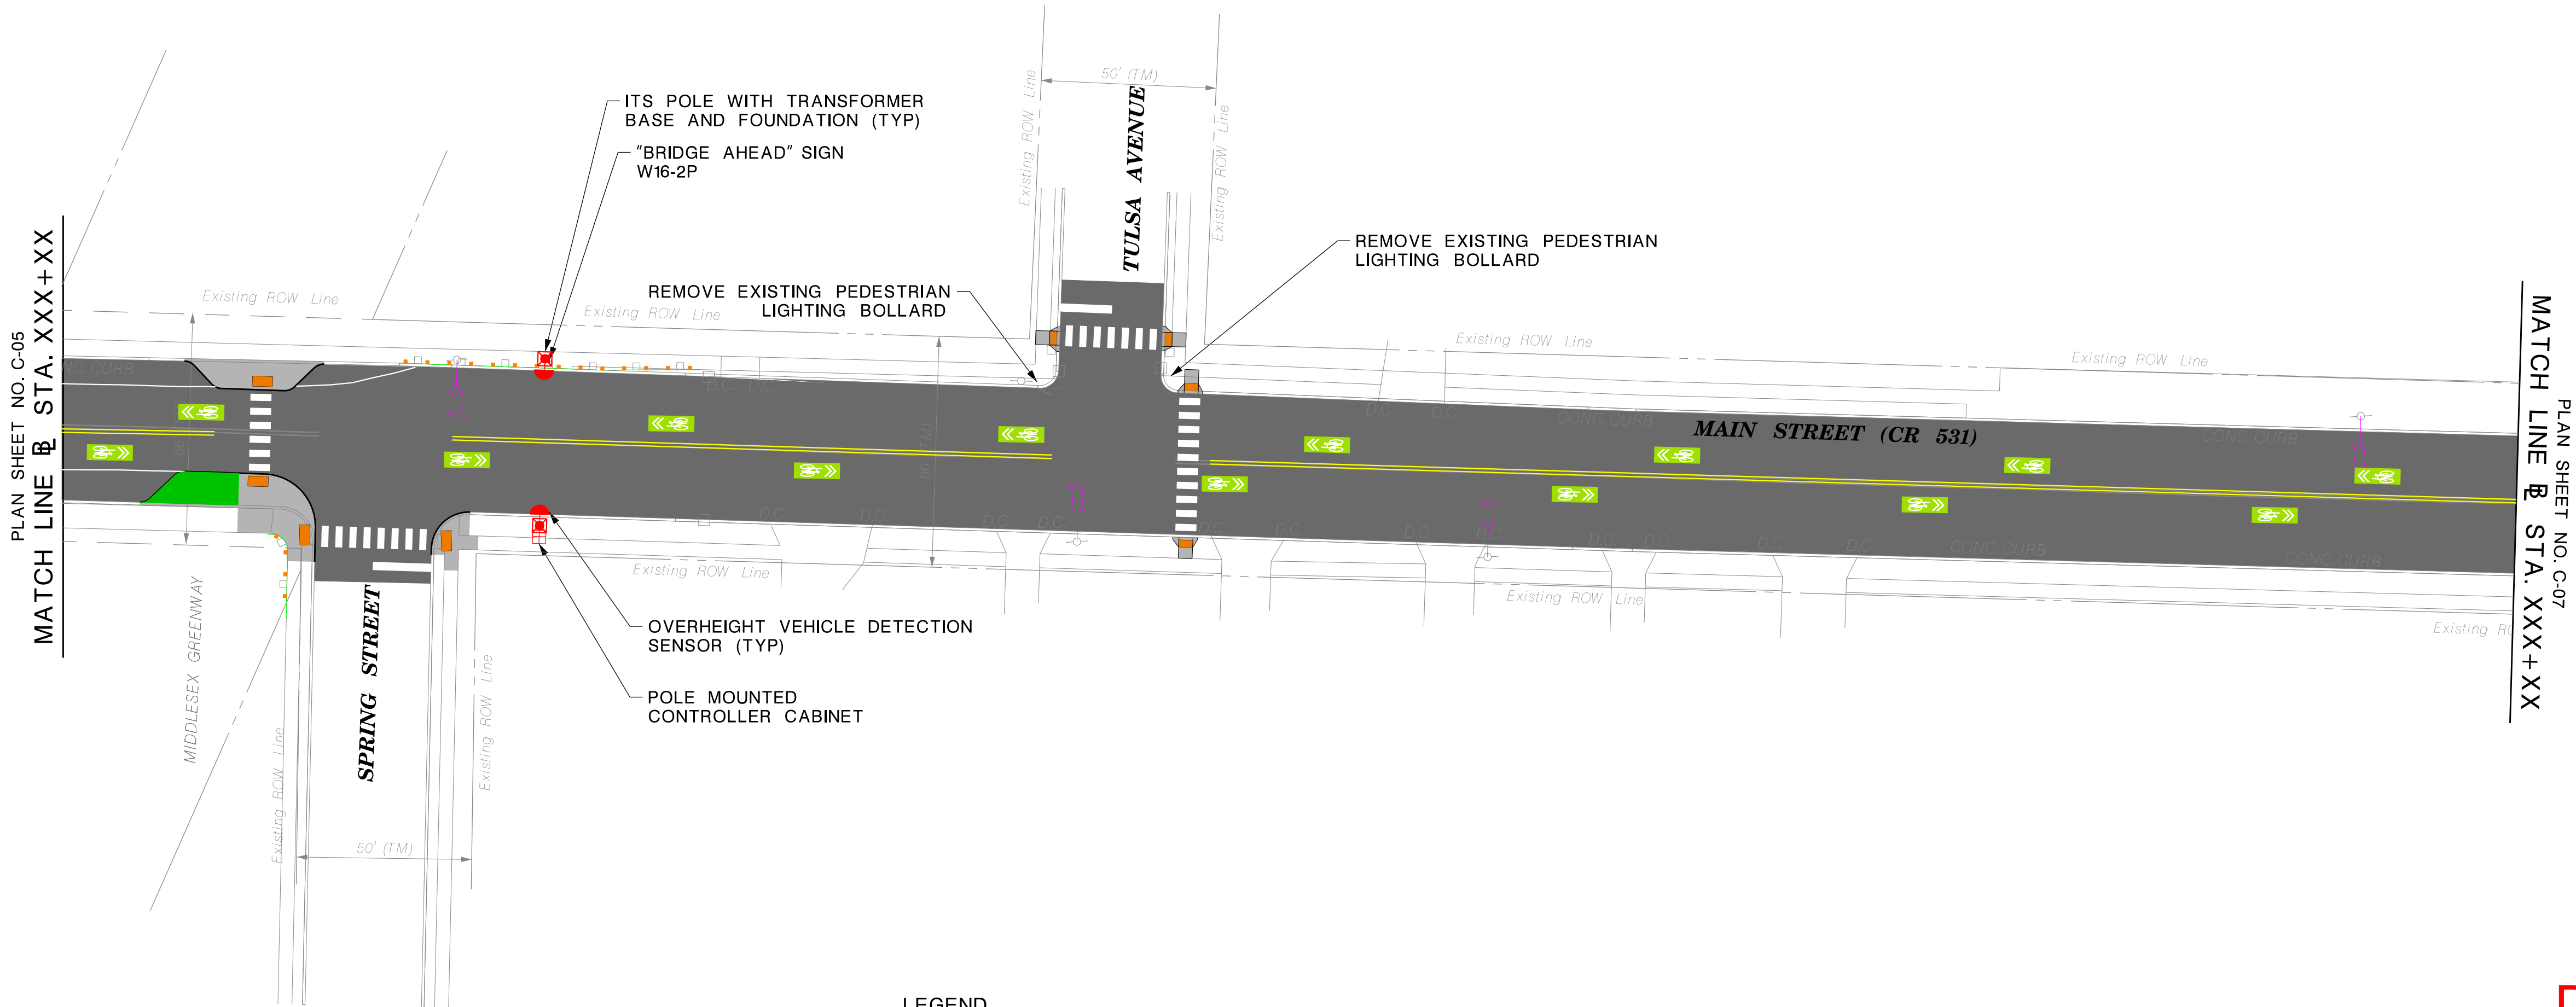 PLAN SHEET NO. C-05
MATCH LINE ℄ STA. XXX+XX
ITS POLE WITH TRANSFORMER
BASE AND FOUNDATION (TYP)
"BRIDGE AHEAD" SIGN
W16-2P
50' (TM)
TULSA AVENUE
Existing ROW Line
Existing ROW Line
REMOVE EXISTING PEDESTRIAN
LIGHTING BOLLARD
REMOVE EXISTING PEDESTRIAN
LIGHTING BOLLARD
Existing ROW Line
Existing ROW Line
Existing ROW Line
Existing ROW Line
CURB
D.C.
D.C.
D.C.
D.C.
CONC. CURB
CONC. CURB
MAIN STREET (CR 531)
66' (TM)
D.C.
D.C.
D.C.
D.C.
D.C.
D.C.
D.C.
D.C.
D.C.
D.C.
D.C.
D.C.
CONC. CURB
CONC. CURB
Existing ROW Line
Existing ROW Line
Existing RO
MIDDLESEX GREENWAY
SPRING STREET
Existing ROW Line
Existing ROW Line
50' (TM)
OVERHEIGHT VEHICLE DETECTION
SENSOR (TYP)
POLE MOUNTED
CONTROLLER CABINET
MATCH LINE ℄ STA. XXX+XX
PLAN SHEET NO. C-07
LEGEND